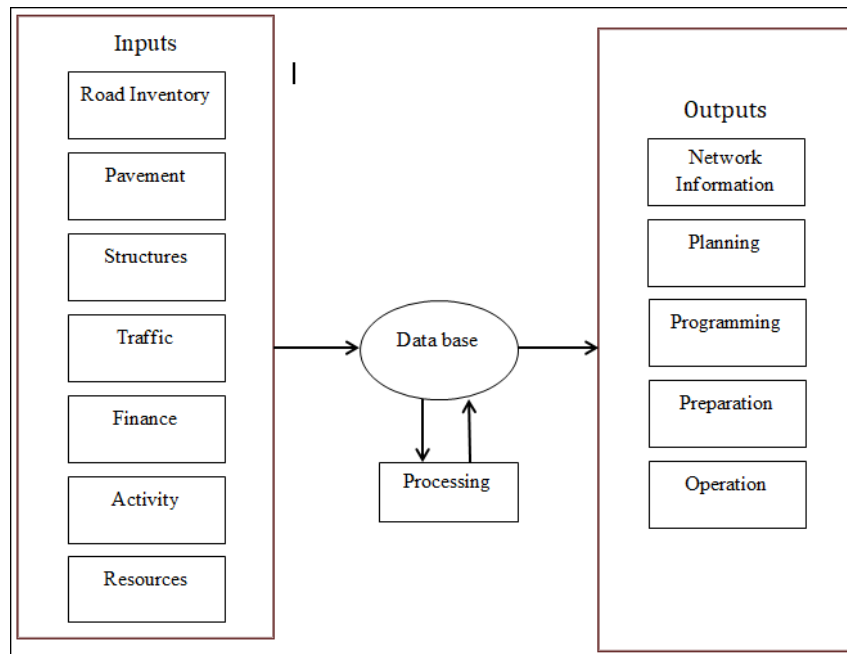 Inputs
Road Inventory
Pavement
Structures
Traffic
Finance
Activity
Resources
Data base
Processing
Outputs
Network
Information
Planning
Programming
Preparation
Operation